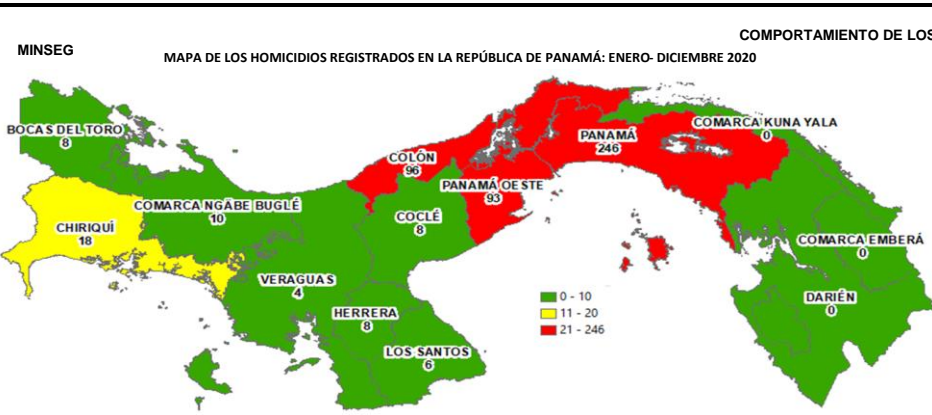 COMPORTAMIENTO DE LOS
MINSEG
MAPA DE LOS HOMICIDIOS REGISTRADOS EN LA REPÚBLICA DE PANAMÁ: ENERO- DICIEMBRE 2020
BOCAS DEL TORO
8
COMARCA KUNA YALA
0
PANAMÁ
246
COLÓN
96
PANAMÁ OESTE
93
COMARCA NGÄBE BUGLÉ
10
COCLÉ
8
CHIRIQUÍ
18
COMARCA EMBERÁ
0
VERAGUAS
4
DARIÉN
0
HERRERA
8
LOS SANTOS
6
0 - 10
11 - 20
21 - 246